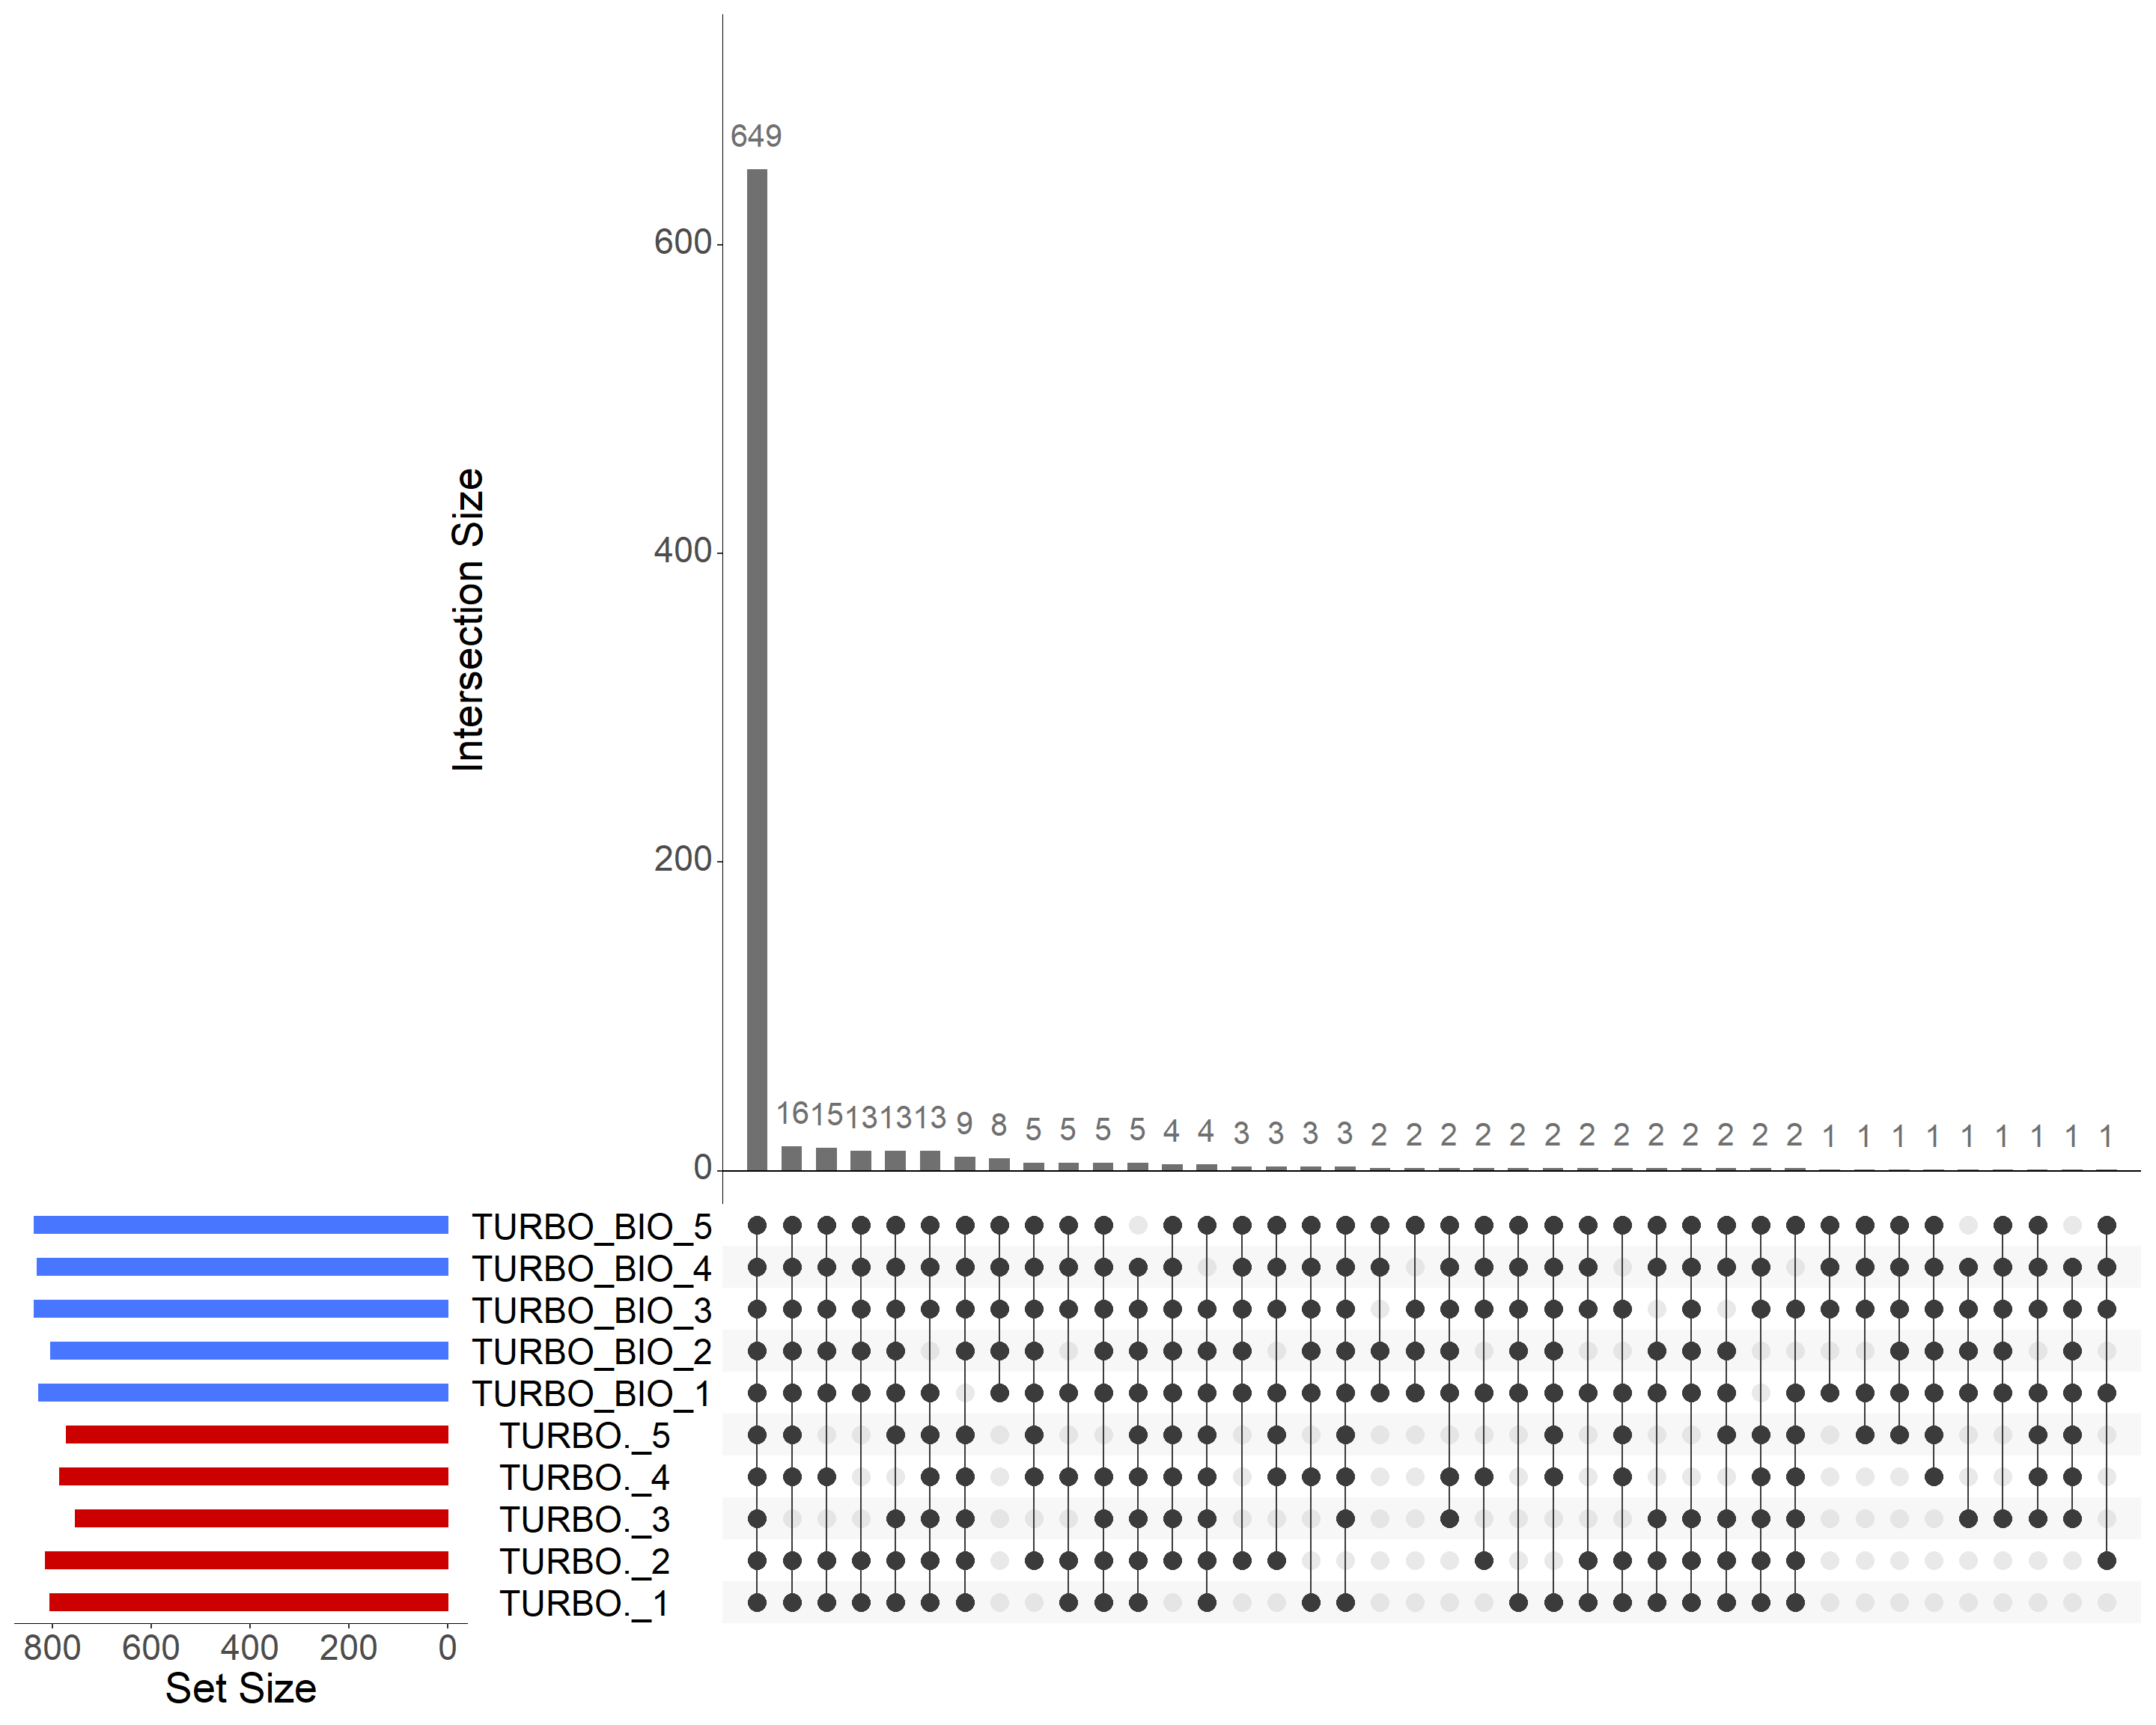 649
600
400
200
0
Intersection Size
16 15 13 13 13 9 8 5 5 5 5 4 4 3 3 3 3 2 2 2 2 2 2 2 2 2 2 2 2 2 1 1 1 1 1 1 1 1 1
TURBO_BIO_5
TURBO_BIO_4
TURBO_BIO_3
TURBO_BIO_2
TURBO_BIO_1
TURBO._5
TURBO._4
TURBO._3
TURBO._2
TURBO._1
800 600 400 200 0
Set Size